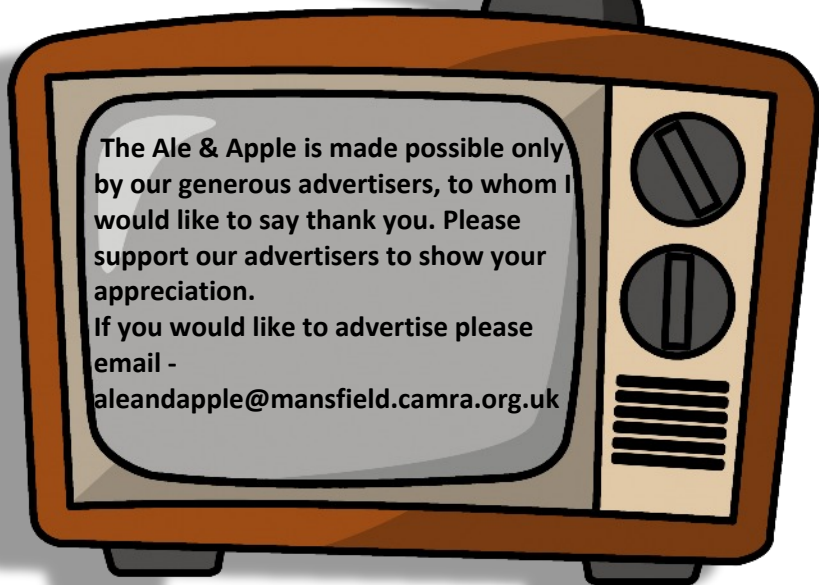 The Ale & Apple is made possible only
by our generous advertisers, to whom I
would like to say thank you. Please
support our advertisers to show your
appreciation.
If you would like to advertise please
email -
aleandapple@mansfield.camra.org.uk